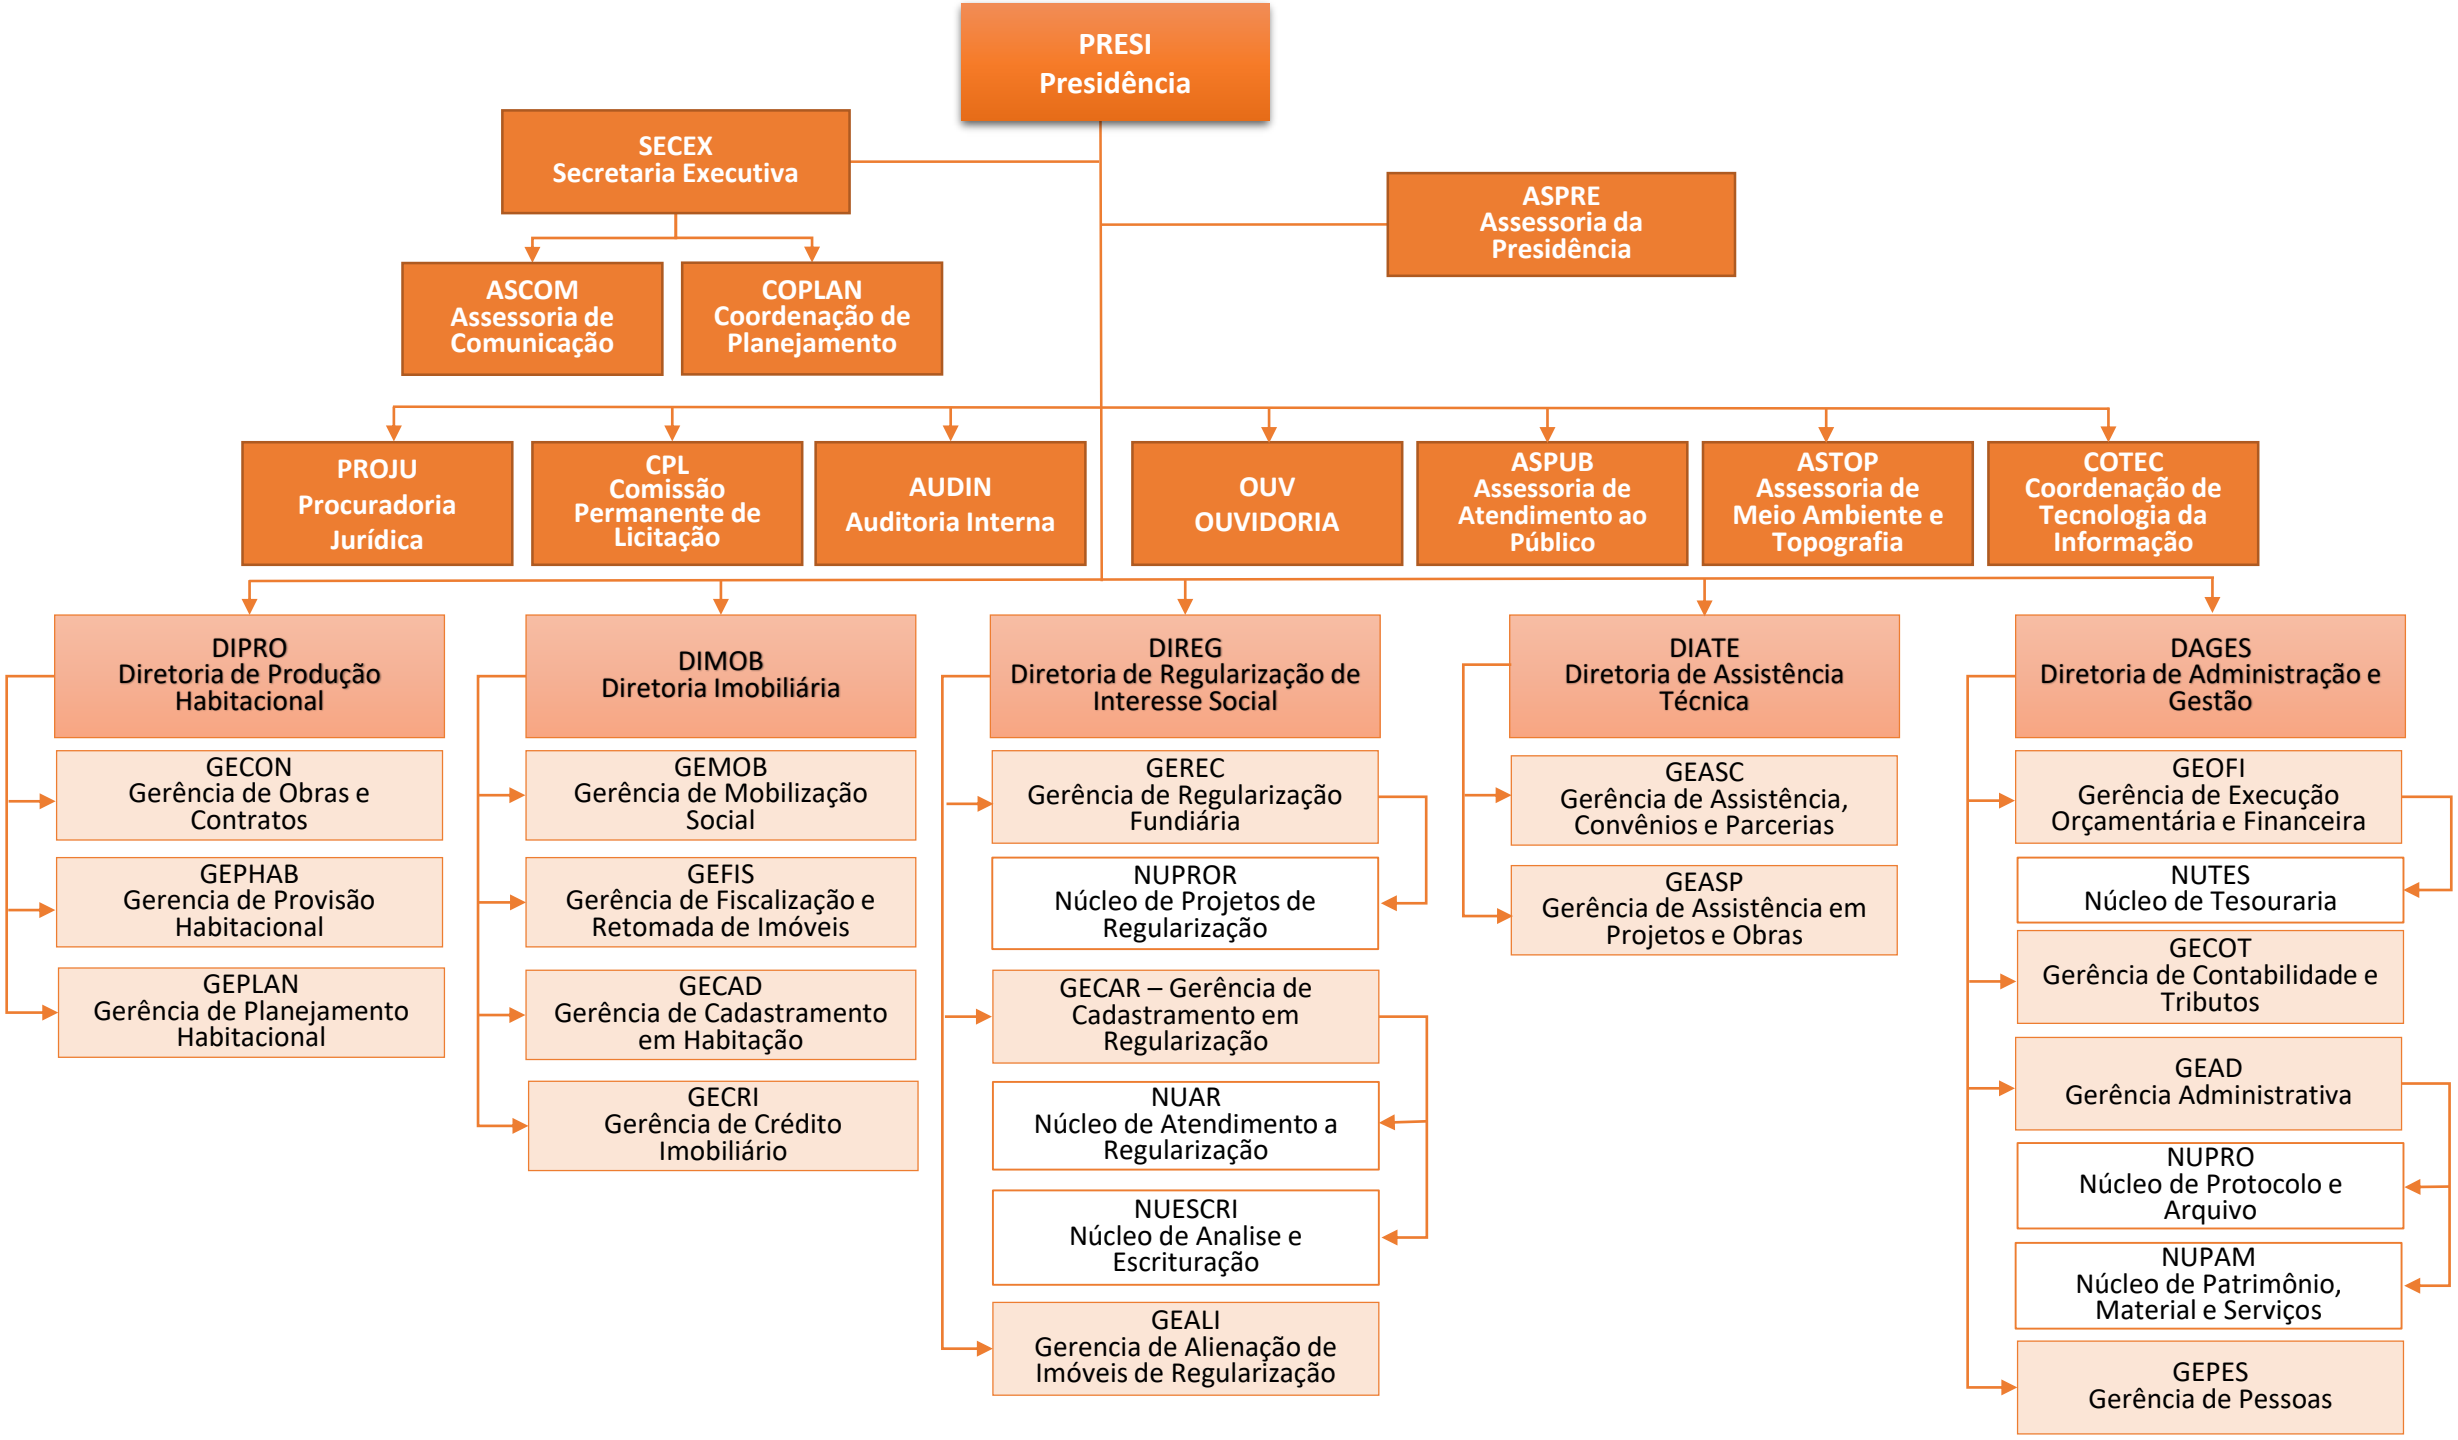 PRESI
Presidência
SECEX
Secretaria Executiva
ASPRE
Assessoria da
Presidência
ASCOM
Assessoria de
Comunicação
COPLAN
Coordenação de
Planejamento
PROJU
Procuradoria
Jurídica
CPL
Comissão
Permanente de
Licitação
AUDIN
Auditoria Interna
OUV
OUVIDORIA
ASPUB
Assessoria de
Atendimento ao
Público
ASTOP
Assessoria de
Meio Ambiente e
Topografia
COTEC
Coordenação de
Tecnologia da
Informação
DIPRO
Diretoria de Produção
Habitacional
GECON
Gerência de Obras e
Contratos
GEPHAB
Gerencia de Provisão
Habitacional
GEPLAN
Gerência de Planejamento
Habitacional
DIMOB
Diretoria Imobiliária
GEMOB
Gerência de Mobilização
Social
GEFIS
Gerência de Fiscalização e
Retomada de Imóveis
GECAD
Gerência de Cadastramento
em Habitação
GECRI
Gerência de Crédito
Imobiliário
DIREG
Diretoria de Regularização de
Interesse Social
GEREC
Gerência de Regularização
Fundiária
NUPROR
Núcleo de Projetos de
Regularização
GECAR – Gerência de
Cadastramento em
Regularização
NUAR
Núcleo de Atendimento a
Regularização
NUESCRI
Núcleo de Analise e
Escrituração
GEALI
Gerencia de Alienação de
Imóveis de Regularização
DIATE
Diretoria de Assistência
Técnica
GEASC
Gerência de Assistência,
Convênios e Parcerias
GEASP
Gerência de Assistência em
Projetos e Obras
DAGES
Diretoria de Administração e
Gestão
GEOFI
Gerência de Execução
Orçamentária e Financeira
NUTES
Núcleo de Tesouraria
GECOT
Gerência de Contabilidade e
Tributos
GEAD
Gerência Administrativa
NUPRO
Núcleo de Protocolo e
Arquivo
NUPAM
Núcleo de Patrimônio,
Material e Serviços
GEPES
Gerência de Pessoas